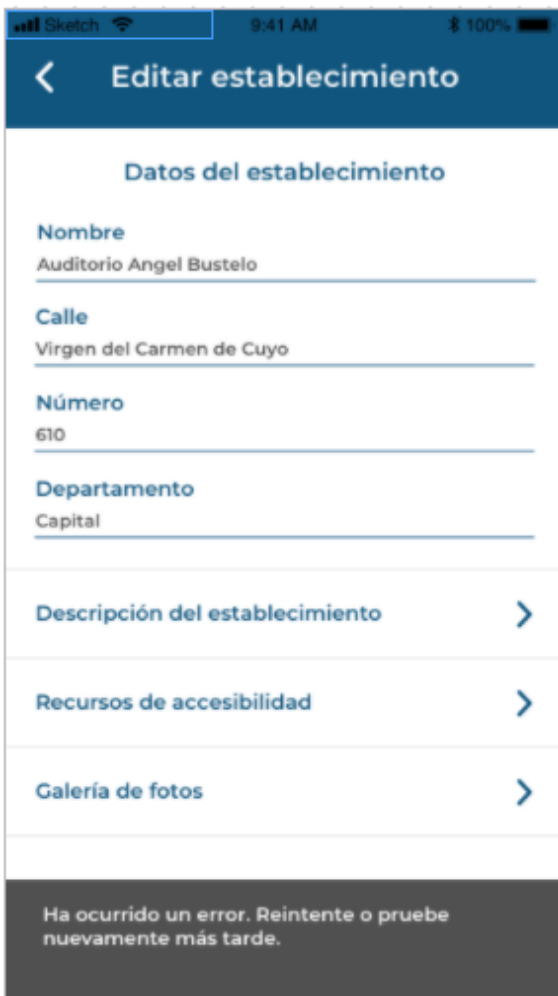 Sketch 9:41 AM 100%
Editar establecimiento
Datos del establecimiento
Nombre
Auditorio Angel Bustelo
Calle
Virgen del Carmen de Cuyo
Número
610
Departamento
Capital
Descripción del establecimiento
Recursos de accesibilidad
Galería de fotos
Ha ocurrido un error. Reintente o pruebe
nuevamente más tarde.